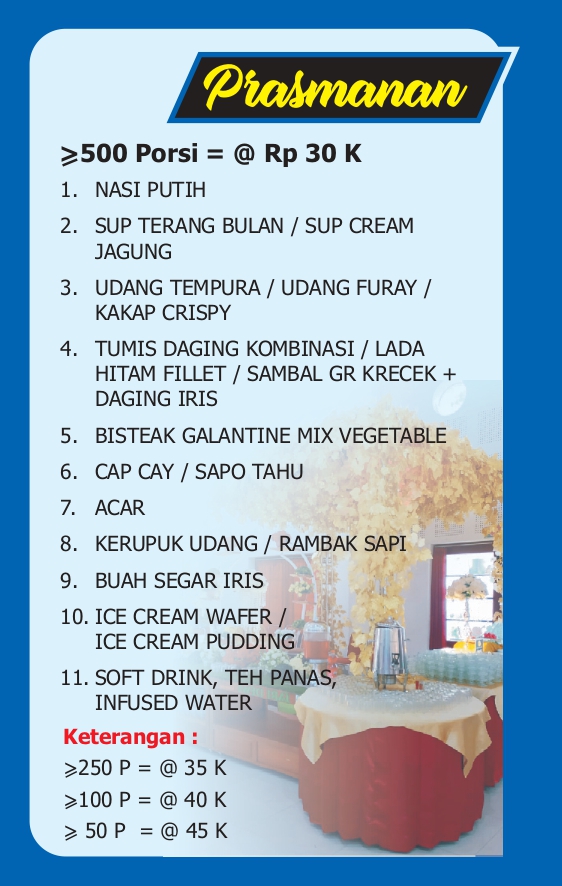 Prasmanan
⩾500 Porsi = @ Rp 30 K
1. NASI PUTIH
2. SUP TERANG BULAN / SUP CREAM
JAGUNG
3. UDANG TEMPURA / UDANG FURAY /
KAKAP CRISPY
4. TUMIS DAGING KOMBINASI / LADA
HITAM FILLET / SAMBAL GR KRECEK +
DAGING IRIS
5. BISTEAK GALANTINE MIX VEGETABLE
6. CAP CAY / SAPO TAHU
7. ACAR
8. KERUPUK UDANG / RAMBAK SAPI
9. BUAH SEGAR IRIS
10. ICE CREAM WAFER /
ICE CREAM PUDDING
11. SOFT DRINK, TEH PANAS,
INFUSED WATER
Keterangan :
⩾250 P = @ 35 K
⩾100 P = @ 40 K
⩾ 50 P = @ 45 K